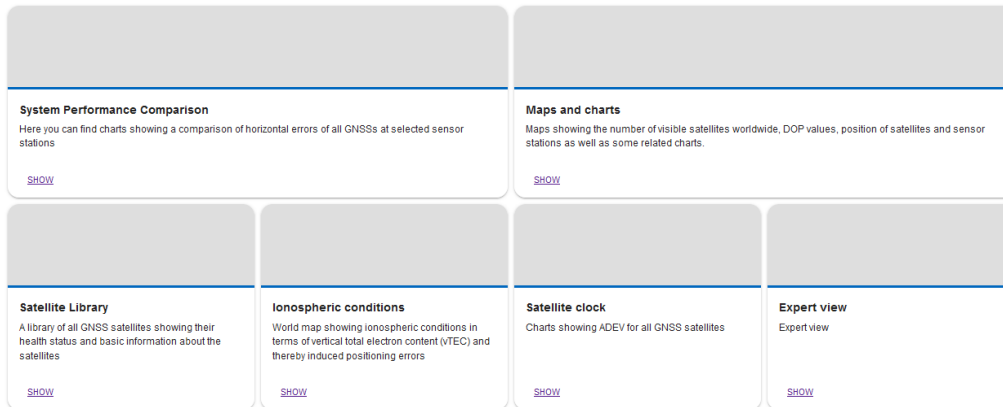 System Performance Comparison
Here you can find charts showing a comparison of horizontal errors of all GNSSs at selected sensor
stations
SHOW
Maps and charts
Maps showing the number of visible satellites worldwide, DOP values, position of satellites and sensor
stations as well as some related charts.
SHOW
Satellite Library
A library of all GNSS satellites showing their
health status and basic information about the
satellites
SHOW
Ionospheric conditions
World map showing ionospheric conditions in
terms of vertical total electron content (vTEC) and
thereby induced positioning errors
SHOW
Satellite clock
Charts showing ADEV for all GNSS satellites
SHOW
Expert view
Expert view
SHOW